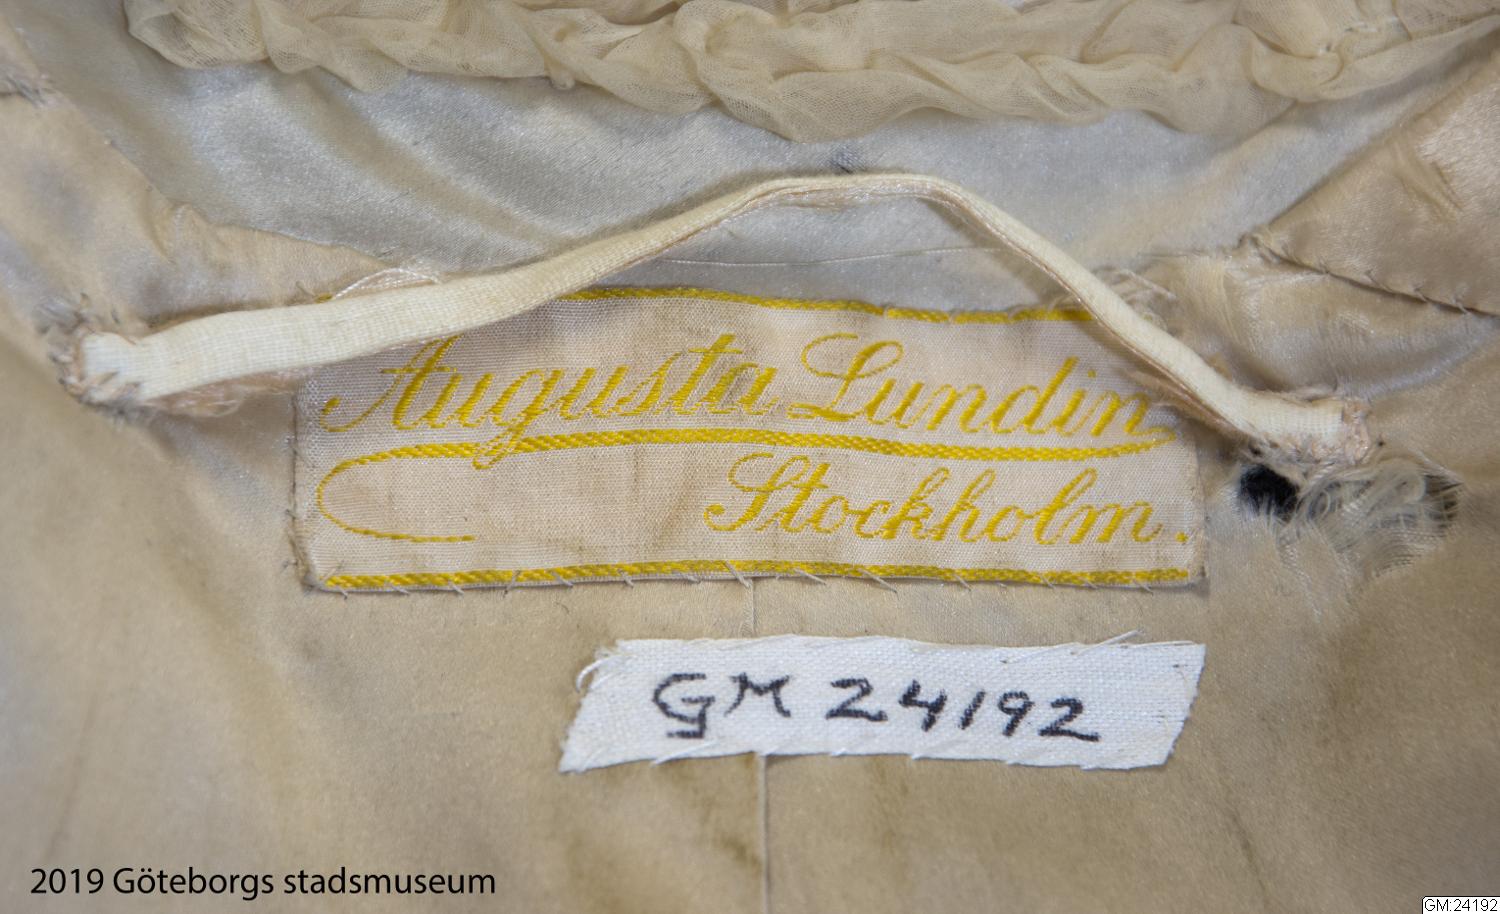 Augusta Lundin
Stockholm.
GM 24192
2019 Göteborgs stadsmuseum
GM:24192